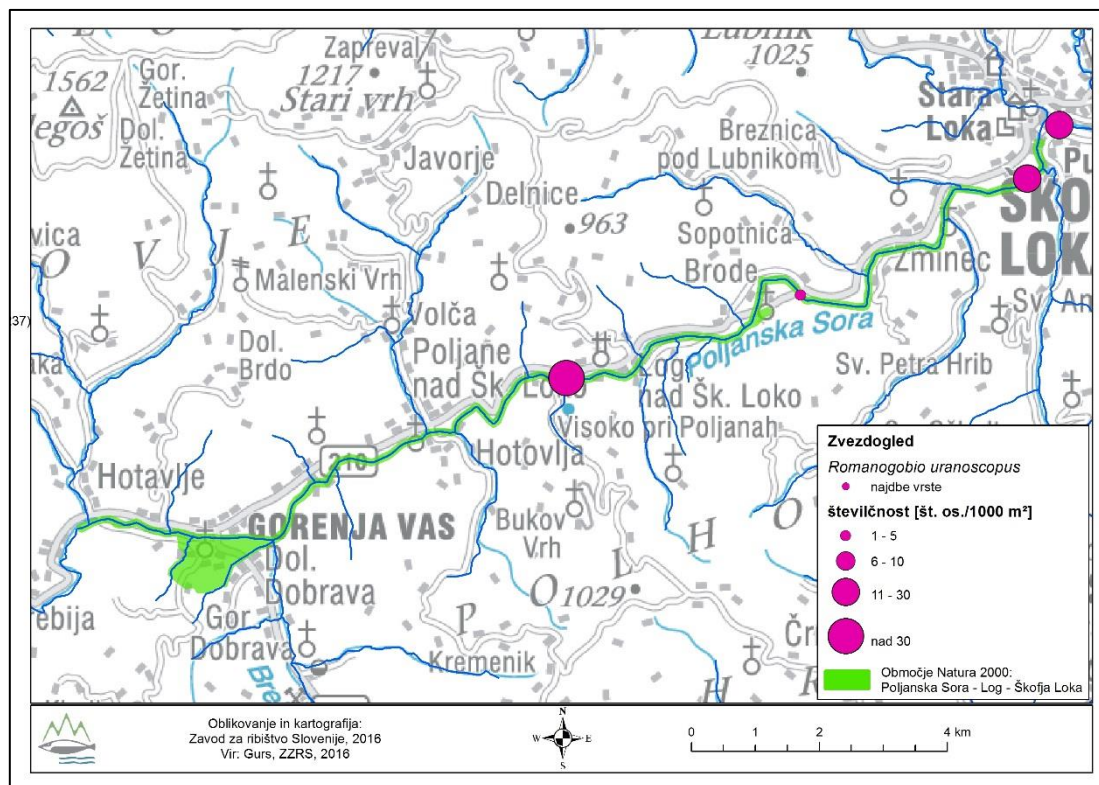 Lubnik
1025
Zapreval
1217
Stari vrh
Gor.
Žetina
1562
Dol.
Žetina
Stara
Loka
Breznica
pod Lubnikom
Javorje
Delnice
963
Sopotnica
Brode
Zminec
V
J
E
Malenski Vrh
37)
Volča
Dol.
Brdo
Poljane
nad Šk. Loko
Poljanska Sora
Sv. Petra Hrib
Log
nad Šk. Loko
Visoko pri Poljanah
Hotovlja
210
Hotavlje
GORENJA VAS
Bukov
Vrh
Dol.
Dobrava
Gor.
Dobrava
1029
P
O
L
H
O
Kremenik
Zvezdogled
Romanogobio uranoscopus
najdbe vrste
številčnost [št. os./1000 m²]
1 - 5
6 - 10
11 - 30
nad 30
Območje Natura 2000:
Poljanska Sora - Log - Škofja Loka
Oblikovanje in kartografija:
Zavod za ribištvo Slovenije, 2016
Vir: Gurs, ZZRS, 2016
N
W
E
S
0 1 2 4 km